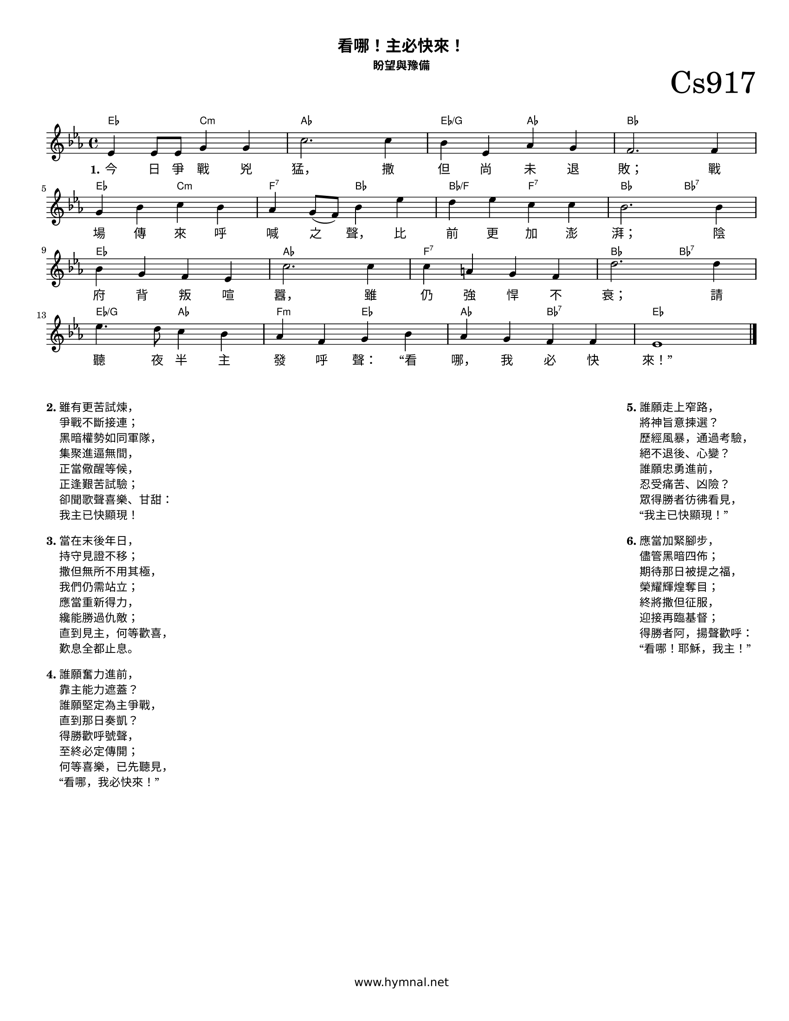 看哪！主必快來！
盼望與豫備
Cs917
E♭ Cm A♭ E♭/G A♭ B♭
1. 今 日 爭 戰 兇 猛， 撒 但 尚 未 退 敗； 戰
5 E♭ Cm F7 B♭ B♭/F F7 B♭ B♭7
場 傳 來 呼 喊 之 聲， 比 前 更 加 澎 湃； 陰
9 E♭ A♭ F7 B♭ B♭7
府 背 叛 喧 囂， 雖 仍 強 悍 不 衰； 請
13 E♭/G A♭ Fm E♭ A♭ B♭7 E♭
聽 夜 半 主 發 呼 聲： “看 哪， 我 必 快 來！”
2. 雖有更苦試煉，
爭戰不斷接連；
黑暗權勢如同軍隊，
集聚進逼無間，
正當儆醒等候，
正逢艱苦試驗；
卻聞歌聲喜樂、甘甜：
我主已快顯現！
3. 當在末後年日，
持守見證不移；
撒但無所不用其極，
我們仍需站立；
應當重新得力，
纔能勝過仇敵；
直到見主，何等歡喜，
歎息全都止息。
4. 誰願奮力進前，
靠主能力遮蓋？
誰願堅定為主爭戰，
直到那日奏凱？
得勝歡呼號聲，
至終必定傳開；
何等喜樂，已先聽見，
“看哪，我必快來！”
5. 誰願走上窄路，
將神旨意揀選？
歷經風暴，通過考驗，
絕不退後、心變？
誰願忠勇進前，
忍受痛苦、凶險？
眾得勝者彷彿看見，
“我主已快顯現！”
6. 應當加緊腳步，
儘管黑暗四佈；
期待那日被提之福，
榮耀輝煌奪目；
終將撒但征服，
迎接再臨基督；
得勝者阿，揚聲歡呼：
“看哪！耶穌，我主！”
www.hymnal.net